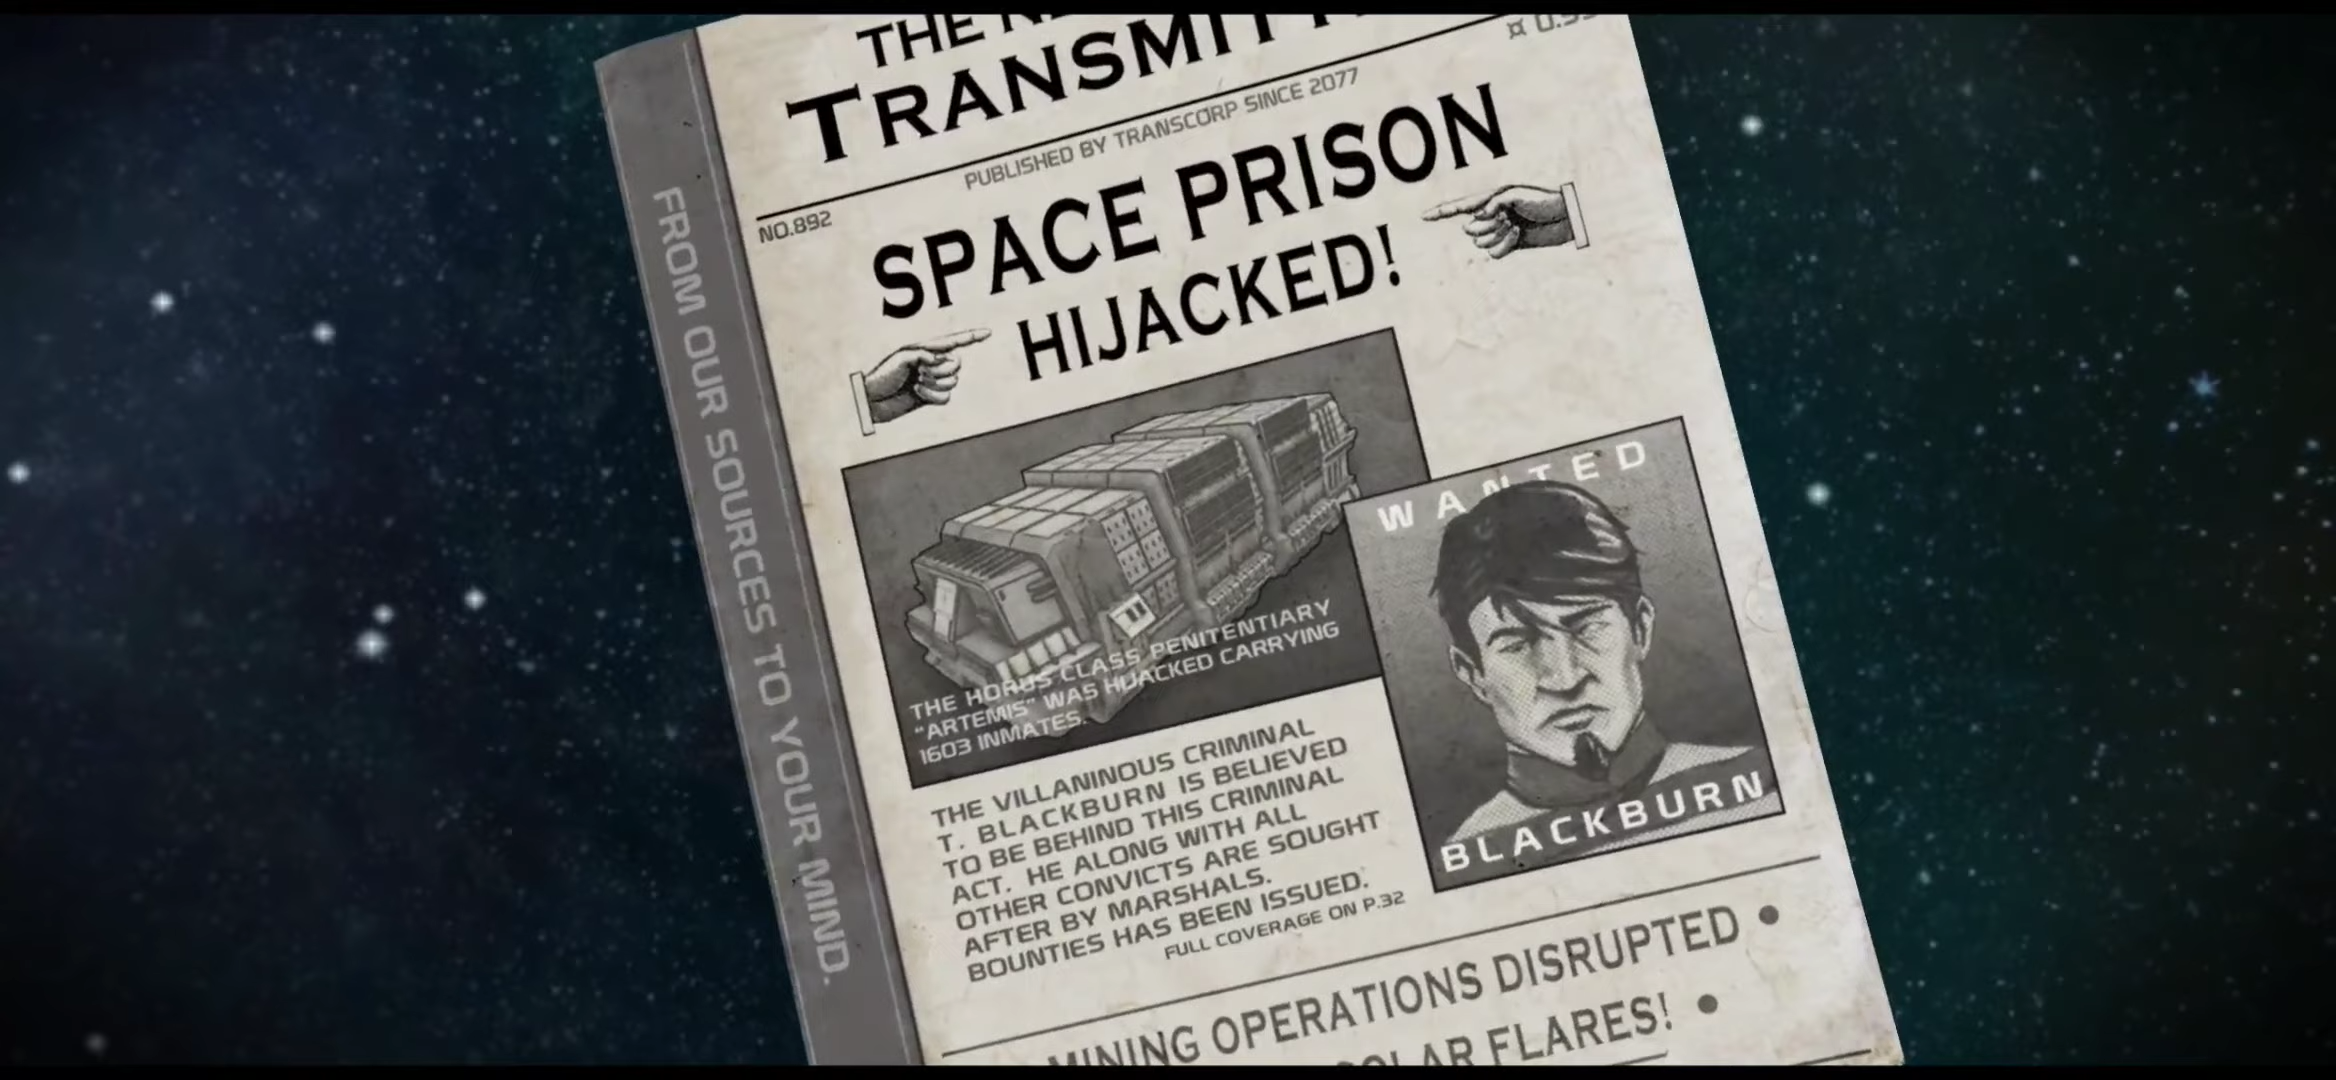 THE
TRANSMIT
PUBLISHED BY TRANSCORP SINCE 2077
NO.892
SPACE PRISON
HIJACKED!
FROM OUR SOURCES TO YOUR MIND.
THE HORUS CLASS PENITENTIARY
"ARTEMIS" WAS HIJACKED CARRYING
1603 INMATES.
WANTED
BLACKBURN
THE VILLANINOUS CRIMINAL
T. BLACKBURN IS BELIEVED
TO BE BEHIND THIS CRIMINAL
ACT. HE ALONG WITH ALL
OTHER CONVICTS ARE SOUGHT
AFTER BY MARSHALS.
BOUNTIES HAS BEEN ISSUED.
FULL COVERAGE ON P.32
MINING OPERATIONS DISRUPTED •
SOLAR FLARES! •